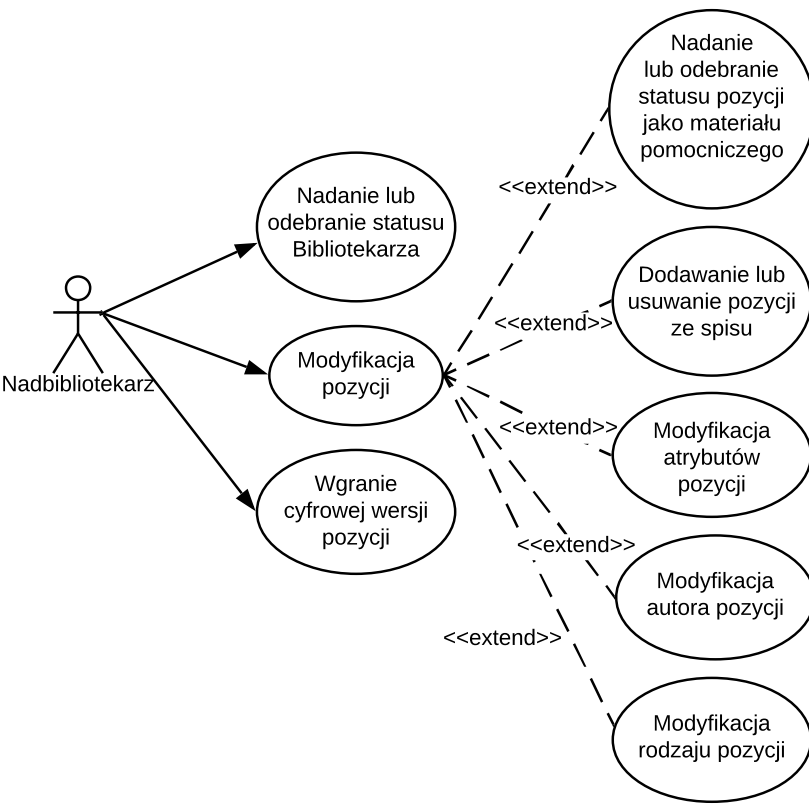 Nadanie
lub odebranie
statusu pozycji
jako materiału
pomocniczego
<<extend>>
Nadanie lub
odebranie statusu
Bibliotekarza
Dodawanie lub
usuwanie pozycji
ze spisu
<<extend>>
Nadbibliotekarz
Modyfikacja
pozycji
<<extend>>
Modyfikacja
atrybutów
pozycji
Wgranie
cyfrowej wersji
pozycji
<<extend>>
Modyfikacja
autora pozycji
<<extend>>
Modyfikacja
rodzaju pozycji